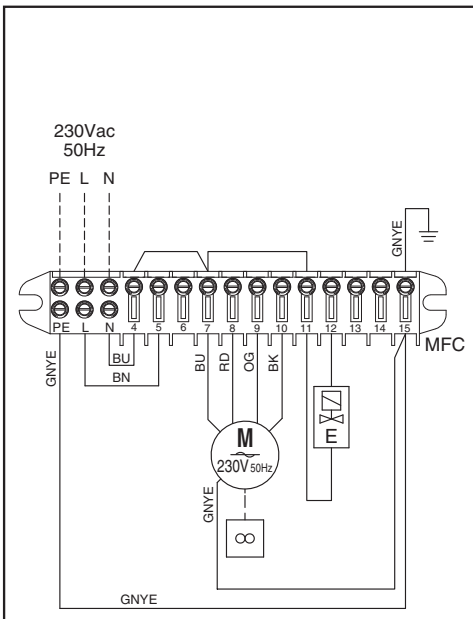 230Vac
50Hz
PE L N
GNYE
PE L N 4 5 6 7 8 9 10 11 12 13 14 15
MFC
GNYE
BU
BN
BU
RD
OG
BK
E
M
230V 50Hz
GNYE
GNYE